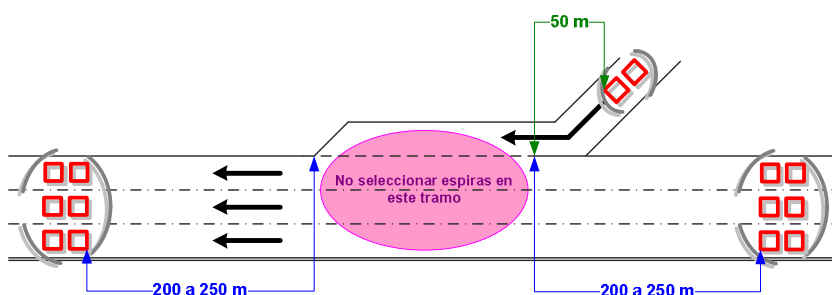 50 m
No seleccionar espiras en
este tramo
200 a 250 m
200 a 250 m